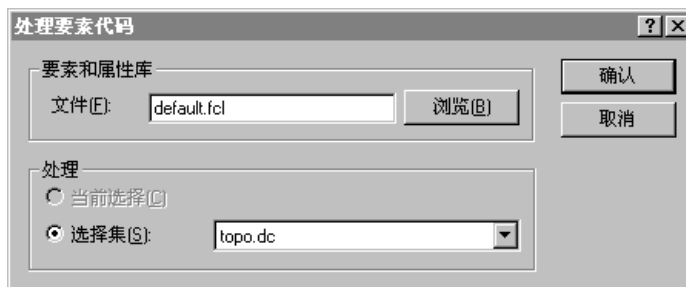 处理要素代码
要素和属性库
文件(F): default.fcl 浏览(B)
确认
取消
处理
当前选择(C)
选择集(S): topo.dc